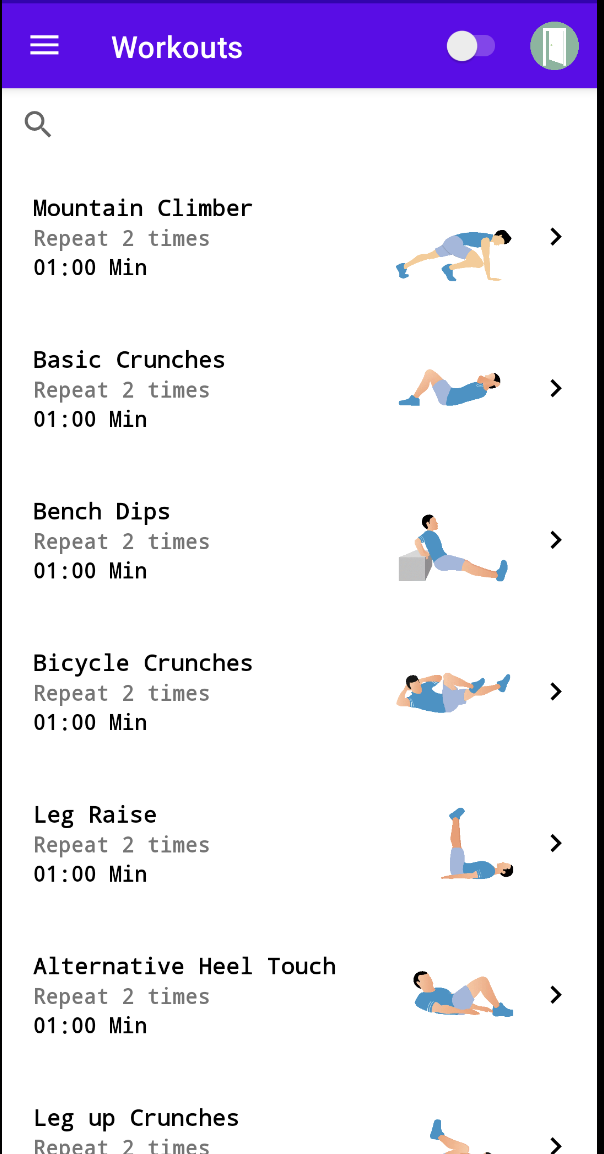 Workouts
Mountain Climber
Repeat 2 times
01:00 Min
Basic Crunches
Repeat 2 times
01:00 Min
Bench Dips
Repeat 2 times
01:00 Min
Bicycle Crunches
Repeat 2 times
01:00 Min
Leg Raise
Repeat 2 times
01:00 Min
Alternative Heel Touch
Repeat 2 times
01:00 Min
Leg up Crunches
Repeat 2 times